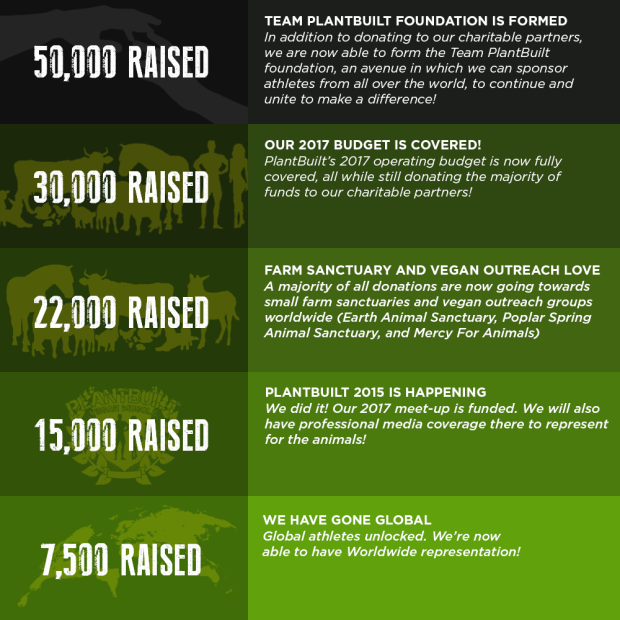 50,000 RAISED
TEAM PLANTBUILT FOUNDATION IS FORMED
In addition to donating to our charitable partners,
we are now able to form the Team PlantBuilt
foundation, an avenue in which we can sponsor
athletes from all over the world, to continue and
unite to make a difference!
30,000 RAISED
OUR 2017 BUDGET IS COVERED!
PlantBuilt's 2017 operating budget is now fully
covered, all while still donating the majority of
funds to our charitable partners!
22,000 RAISED
FARM SANCTUARY AND VEGAN OUTREACH LOVE
A majority of all donations are now going towards
small farm sanctuaries and vegan outreach groups
worldwide (Earth Animal Sanctuary, Poplar Spring
Animal Sanctuary, and Mercy For Animals)
PLANTBUILT
15,000 RAISED
PLANTBUILT 2015 IS HAPPENING
We did it! Our 2017 meet-up is funded. We will also
have professional media coverage there to represent
for the animals!
7,500 RAISED
WE HAVE GONE GLOBAL
Global athletes unlocked. We're now
able to have Worldwide representation!